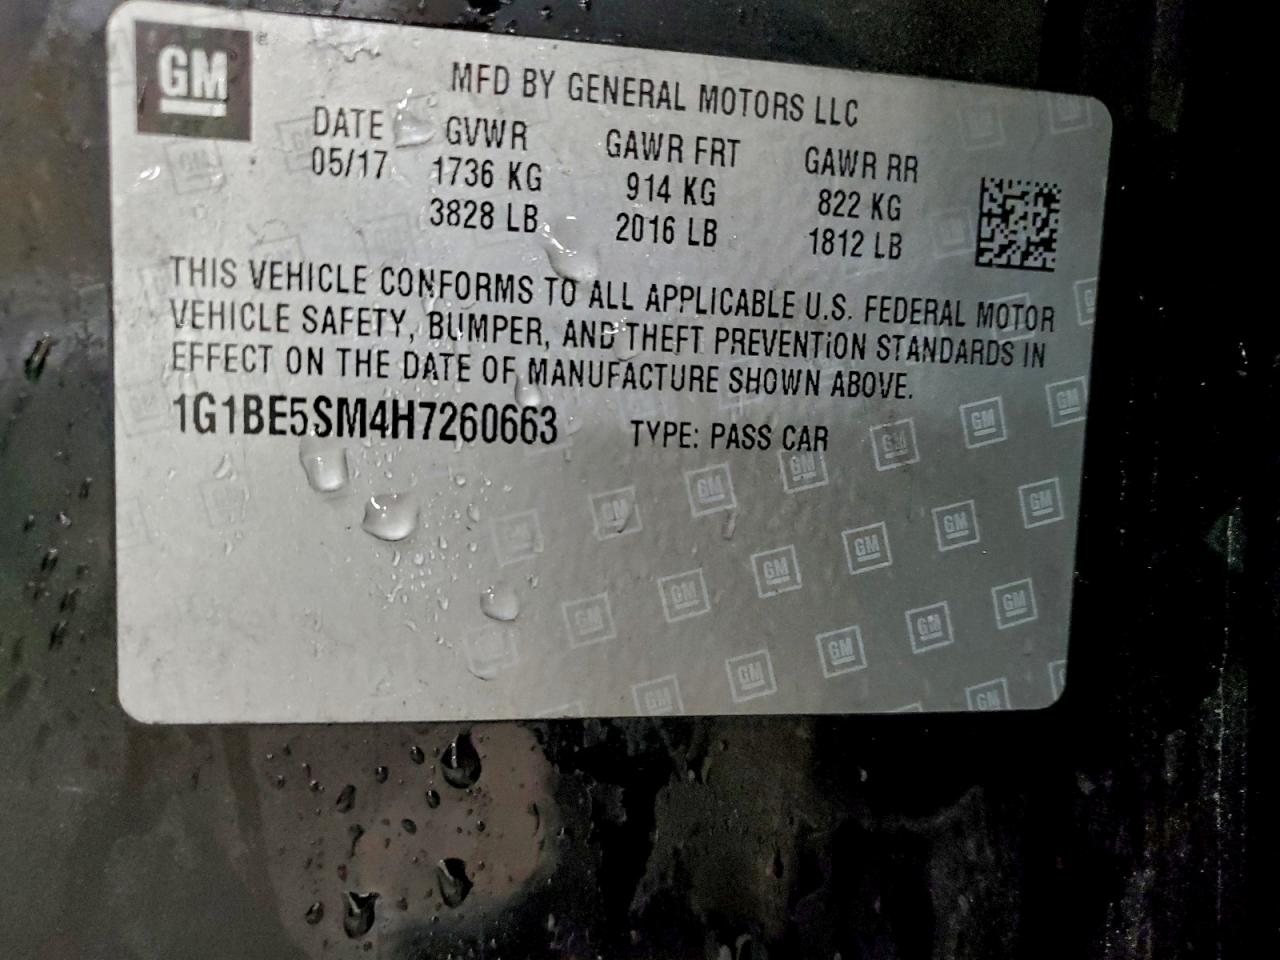 GM
MFD BY GENERAL MOTORS LLC
DATE GVWR GAWR FRT GAWR RR
05/17 1736 KG 914 KG 822 KG
3828 LB 2016 LB 1812 LB
THIS VEHICLE CONFORMS TO ALL APPLICABLE U.S. FEDERAL MOTOR
VEHICLE SAFETY, BUMPER, AND THEFT PREVENTION STANDARDS IN
EFFECT ON THE DATE OF MANUFACTURE SHOWN ABOVE.
1G1BE5SM4H7260663 TYPE: PASS CAR